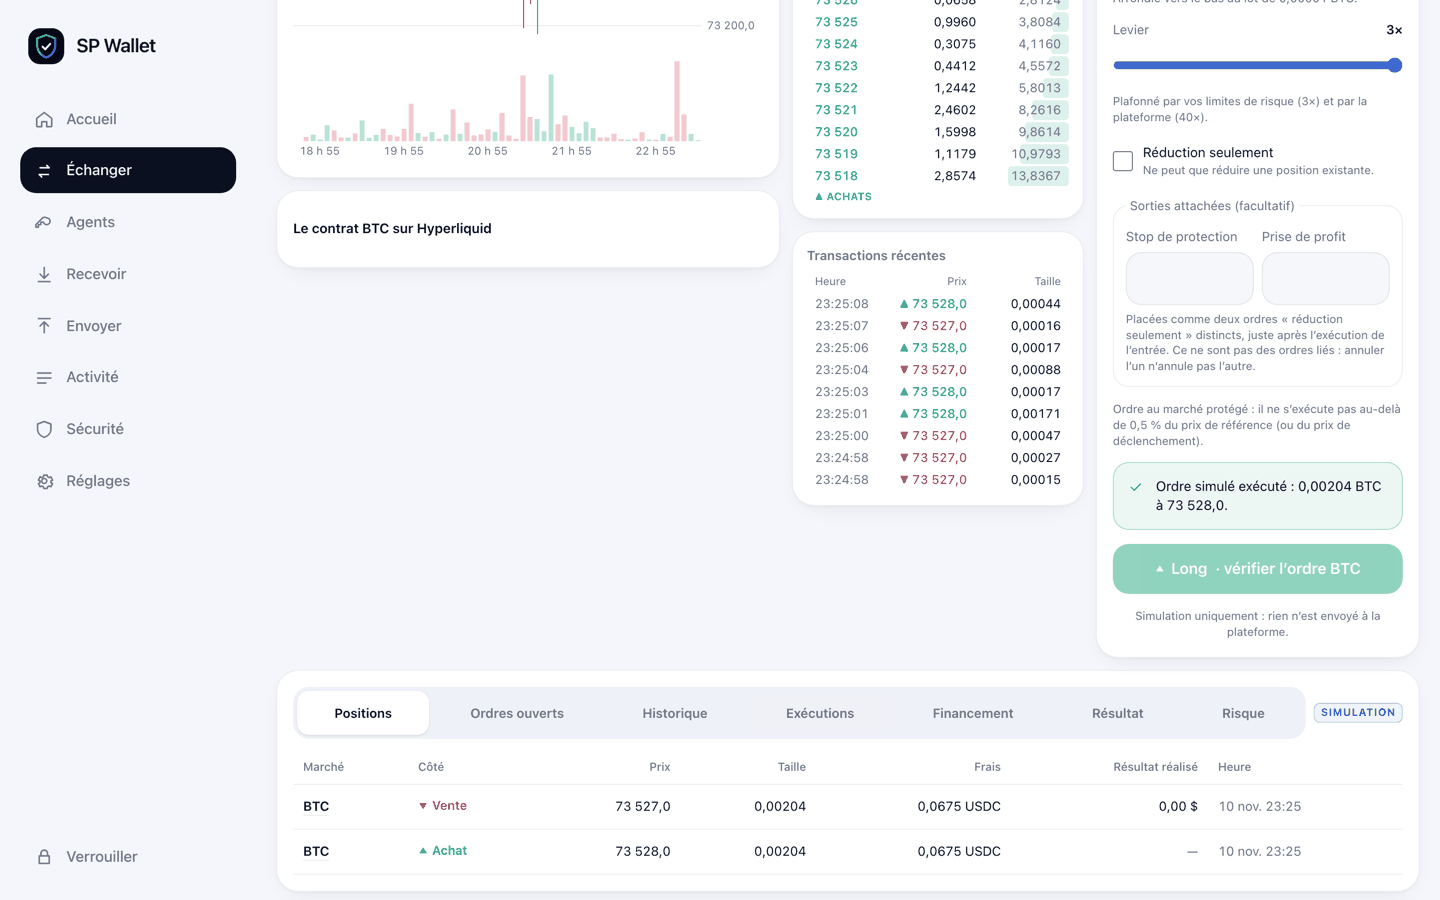 SP Wallet
Accueil
Échanger
Agents
Recevoir
Envoyer
Activité
Sécurité
Réglages
Verrouiller
73 200,0
18 h 55 19 h 55 20 h 55 21 h 55 22 h 55
Le contrat BTC sur Hyperliquid
73 525 0,9960 3,8084
73 524 0,3075 4,1160
73 523 0,4412 4,5572
73 522 1,2442 5,8013
73 521 2,4602 8,2616
73 520 1,5998 9,8614
73 519 1,1179 10,9793
73 518 2,8574 13,8367
▲ ACHATS
Transactions récentes
Heure Prix Taille
23:25:08 ▲ 73 528,0 0,00044
23:25:07 ▼ 73 527,0 0,00016
23:25:06 ▲ 73 528,0 0,00017
23:25:04 ▼ 73 527,0 0,00088
23:25:03 ▲ 73 528,0 0,00017
23:25:01 ▲ 73 528,0 0,00171
23:25:00 ▼ 73 527,0 0,00047
23:24:58 ▼ 73 527,0 0,00027
23:24:58 ▼ 73 527,0 0,00015
Levier 3×
Plafonné par vos limites de risque (3×) et par la
plateforme (40×).
Réduction seulement
Ne peut que réduire une position existante.
Sorties attachées (facultatif)
Stop de protection Prise de profit
Placées comme deux ordres « réduction
seulement » distincts, juste après l'exécution de
l'entrée. Ce ne sont pas des ordres liés : annuler
l'un n'annule pas l'autre.
Ordre au marché protégé : il ne s'exécute pas au-delà
de 0,5 % du prix de référence (ou du prix de
déclenchement).
Ordre simulé exécuté : 0,00204 BTC
à 73 528,0.
▲ Long · vérifier l'ordre BTC
Simulation uniquement : rien n'est envoyé à la
plateforme.
Positions Ordres ouverts Historique Exécutions Financement Résultat Risque SIMULATION
Marché Côté Prix Taille Frais Résultat réalisé Heure
BTC ▼ Vente 73 527,0 0,00204 0,0675 USDC 0,00 $ 10 nov. 23:25
BTC ▲ Achat 73 528,0 0,00204 0,0675 USDC — 10 nov. 23:25